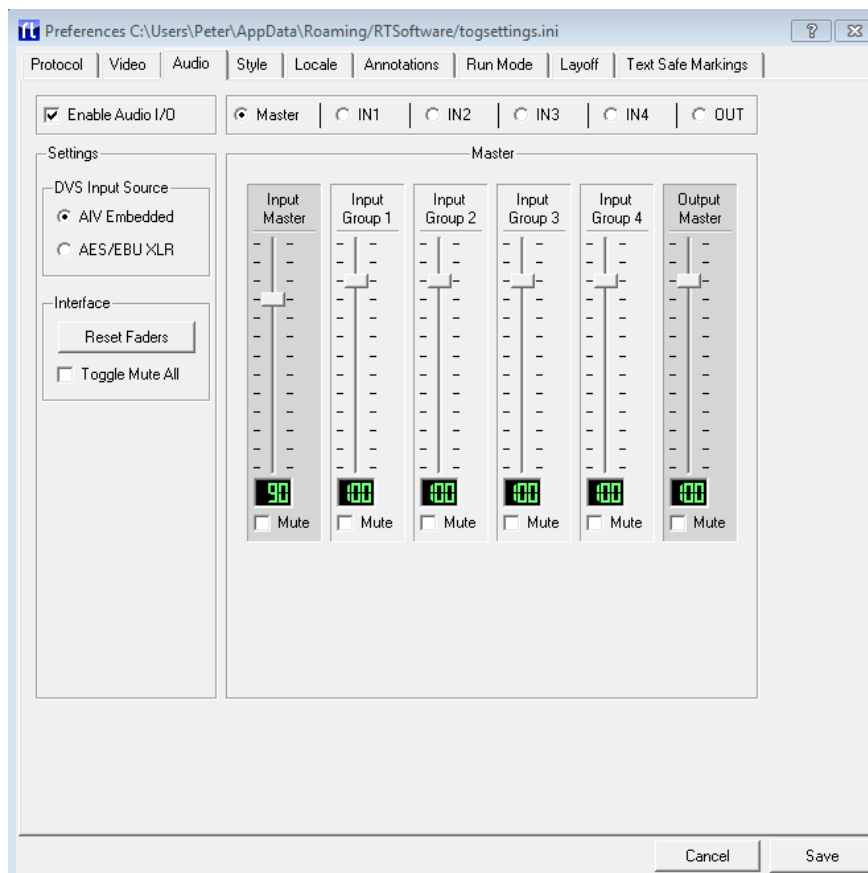 ft Preferences C:\Users\Peter\AppData\Roaming/RTSoftware/togsettings.ini ?
Protocol Video Audio Style Locale Annotations Run Mode Layoff Text Safe Markings
Enable Audio I/O Master IN1 IN2 IN3 IN4 OUT
Settings
DVS Input Source
AIV Embedded
AES/EBU XLR
Interface
Reset Faders
Toggle Mute All
Master
Input Master
Input Group 1
Input Group 2
Input Group 3
Input Group 4
Output Master
90 100 100 100 100 100
Mute Mute Mute Mute Mute Mute
Cancel Save